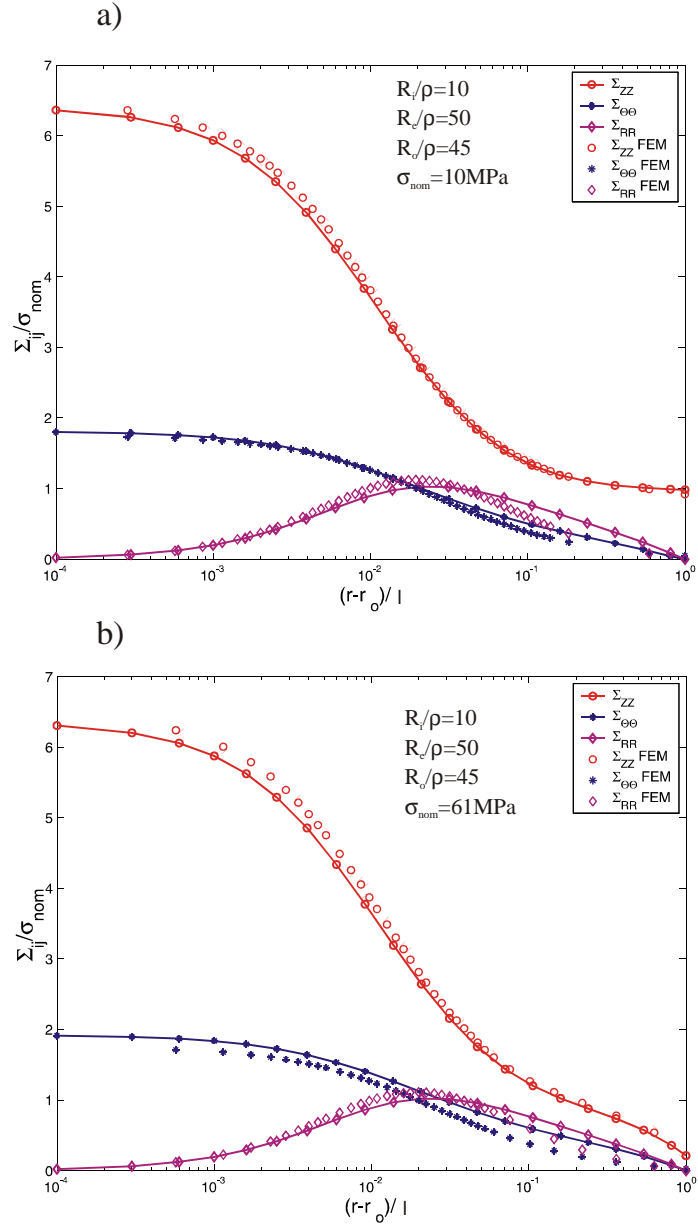 a)
7
6
5
4
3
2
1
0
Σij/σnom
Ri/ρ=10
Re/ρ=50
Ro/ρ=45
σnom=10MPa
ΣZZ
ΣΘΘ
ΣRR
ΣZZ FEM
ΣΘΘ FEM
ΣRR FEM
10^-4
10^-3
10^-2
10^-1
10^0
(r-ro)/ l
b)
7
6
5
4
3
2
1
0
Σij/σnom
Ri/ρ=10
Re/ρ=50
Ro/ρ=45
σnom=61MPa
ΣZZ
ΣΘΘ
ΣRR
ΣZZ FEM
ΣΘΘ FEM
ΣRR FEM
10^-4
10^-3
10^-2
10^-1
10^0
(r-ro)/ l